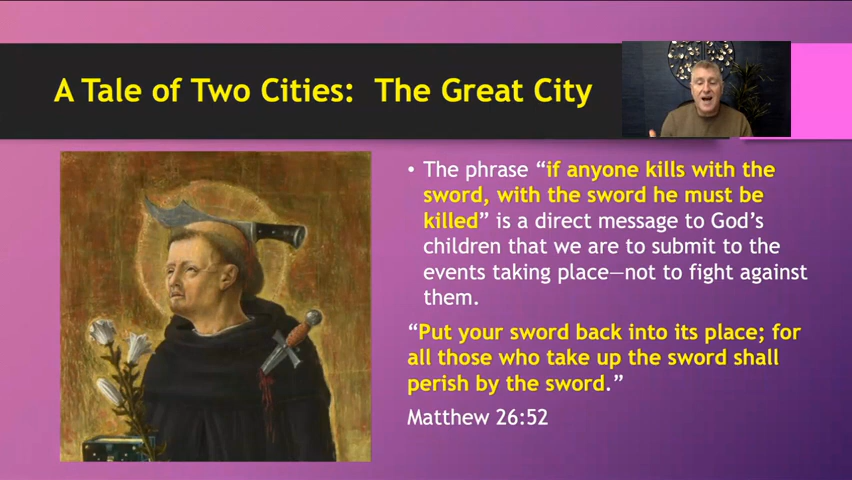 A Tale of Two Cities: The Great City
• The phrase “if anyone kills with the
sword, with the sword he must be
killed” is a direct message to God’s
children that we are to submit to the
events taking place—not to fight against
them.
“Put your sword back into its place; for
all those who take up the sword shall
perish by the sword.”
Matthew 26:52